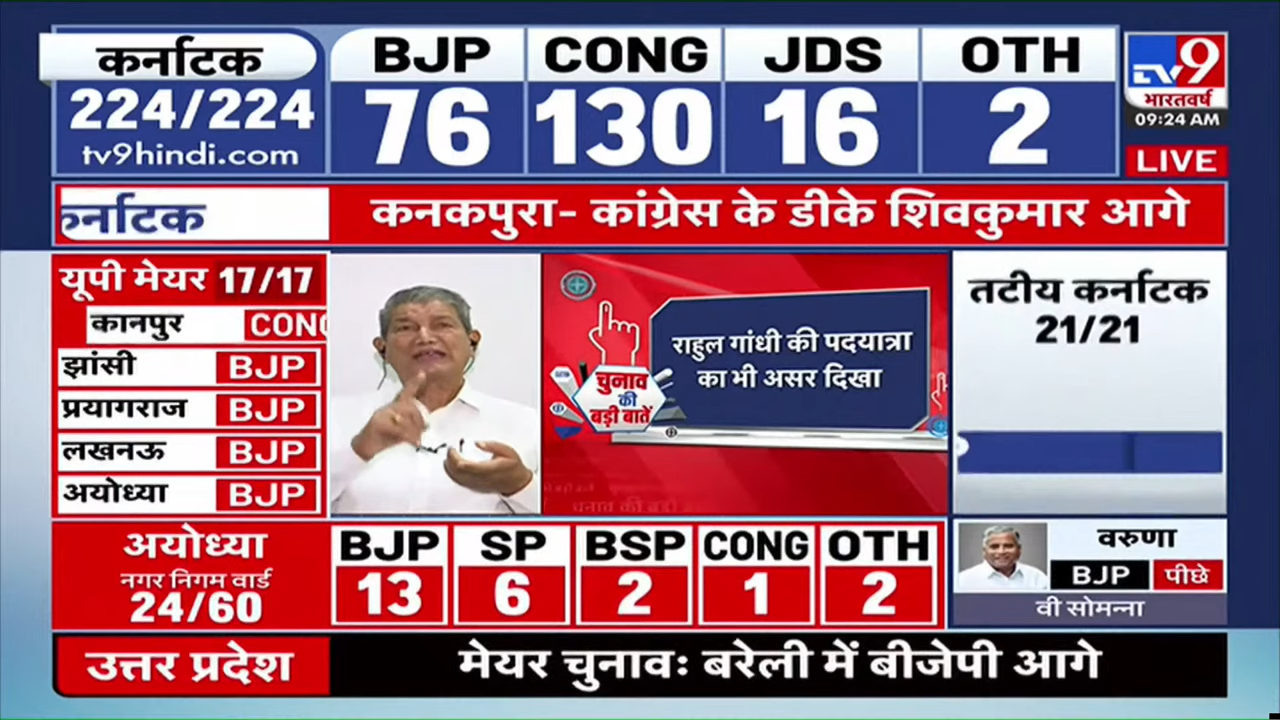 कर्नाटक
224/224
tv9hindi.com
BJP
76
CONG
130
JDS
16
OTH
2
TV9
भारतवर्ष
09:24 AM
LIVE
कर्नाटक
कनकपुरा- कांग्रेस के डीके शिवकुमार आगे
यूपी मेयर 17/17
कानपुर CONG
झांसी BJP
प्रयागराज BJP
लखनऊ BJP
अयोध्या BJP
चुनाव
की
बड़ी बातें
राहुल गांधी की पदयात्रा
का भी असर दिखा
तटीय कर्नाटक
21/21
अयोध्या
नगर निगम वार्ड
24/60
BJP
13
SP
6
BSP
2
CONG
1
OTH
2
वरुणा
BJP पीछे
वी सोमन्ना
उत्तर प्रदेश
मेयर चुनावः बरेली में बीजेपी आगे